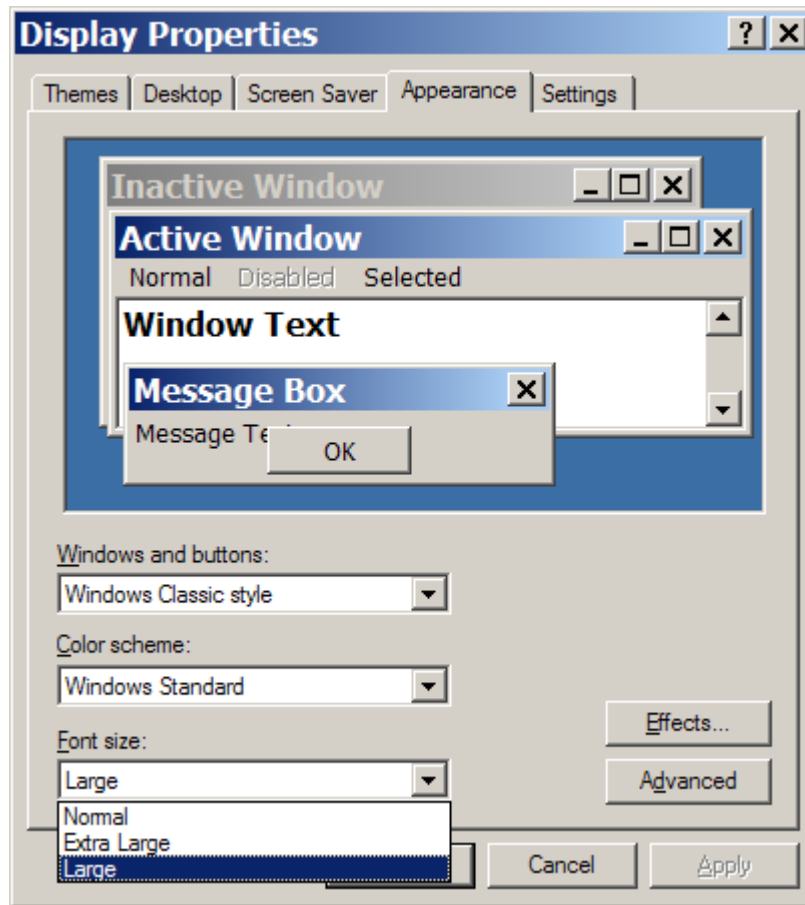 Display Properties
Themes Desktop Screen Saver Appearance Settings
Inactive Window
Active Window
Normal Disabled Selected
Window Text
Message Box
Message Te
OK
Windows and buttons:
Windows Classic style
Color scheme:
Windows Standard
Effects...
Font size:
Large
Advanced
Normal
Extra Large
Large
Cancel Apply